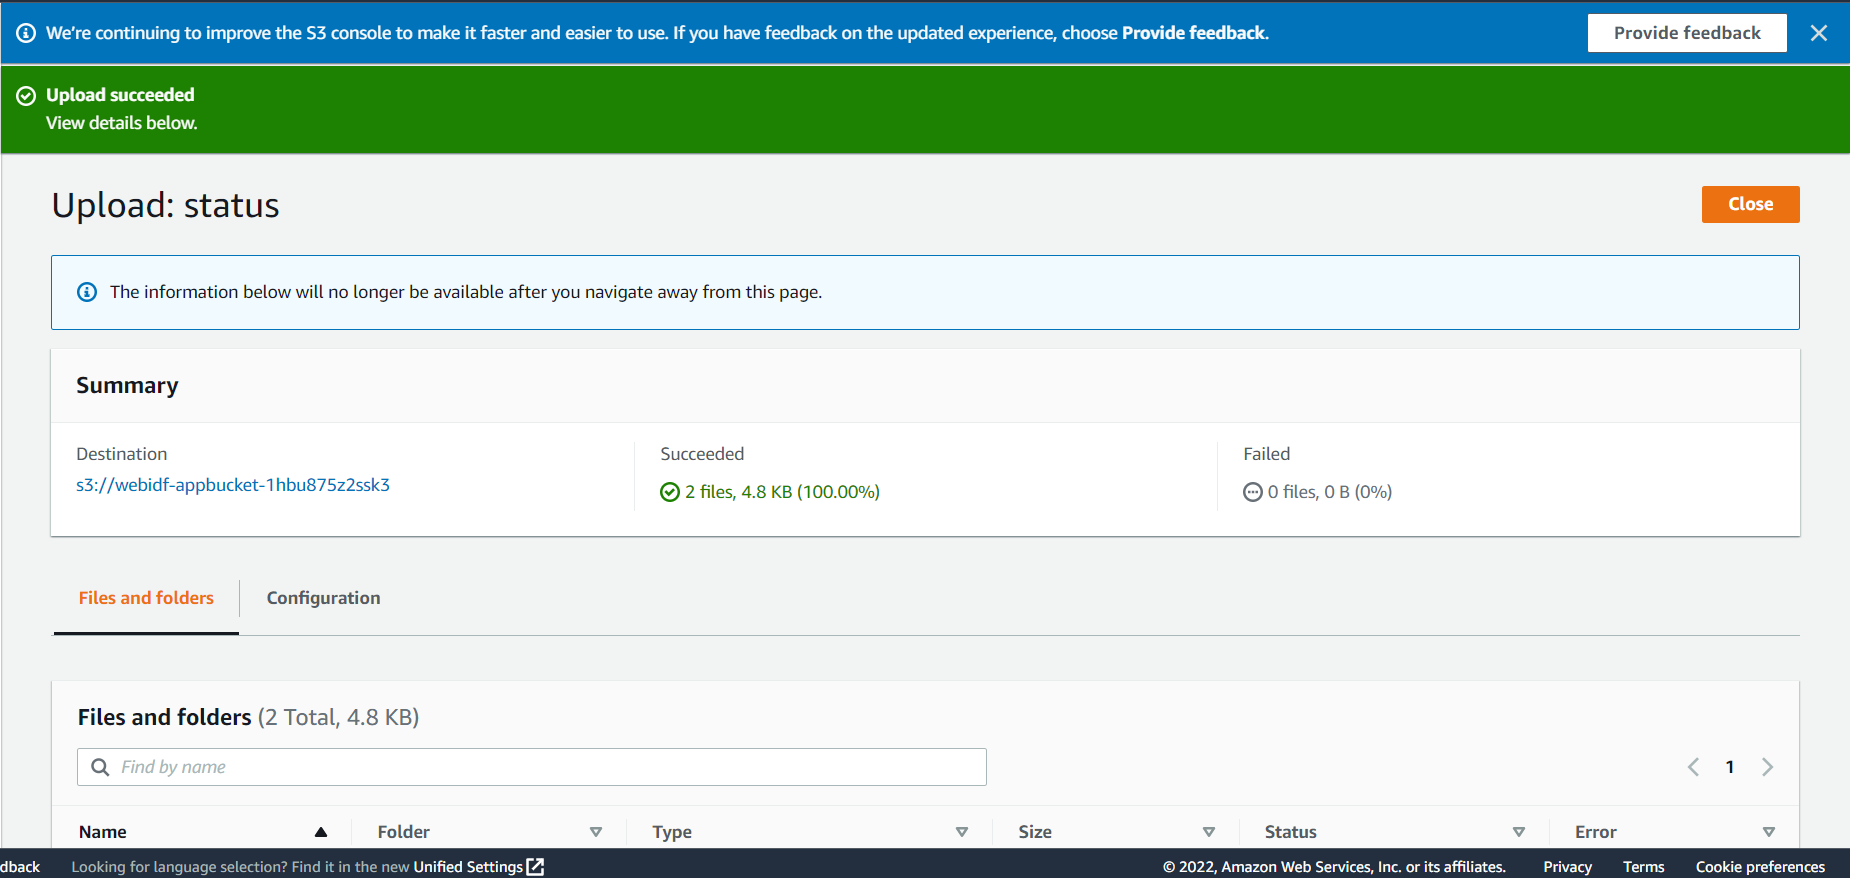 We're continuing to improve the S3 console to make it faster and easier to use. If you have feedback on the updated experience, choose Provide feedback.
Provide feedback
Upload succeeded
View details below.
Upload: status
Close
The information below will no longer be available after you navigate away from this page.
Summary
Destination
s3://webidf-appbucket-1hbu875z2ssk3
Succeeded
2 files, 4.8 KB (100.00%)
Failed
0 files, 0 B (0%)
Files and folders
Configuration
Files and folders (2 Total, 4.8 KB)
Find by name
1
Name
Folder
Type
Size
Status
Error
dback
Looking for language selection? Find it in the new Unified Settings
© 2022, Amazon Web Services, Inc. or its affiliates.
Privacy
Terms
Cookie preferences